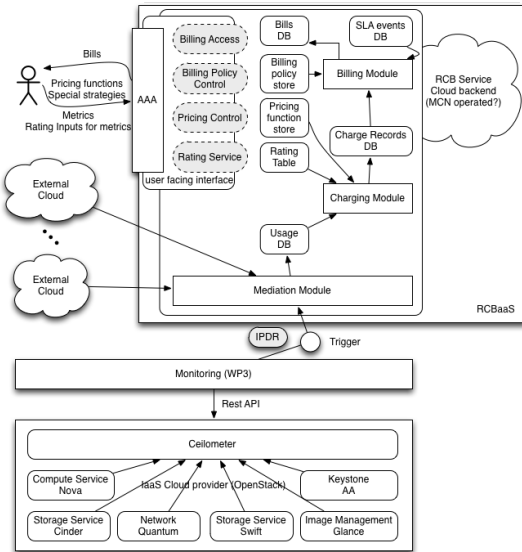 Bills
Pricing functions
Special strategies
Metrics
Rating Inputs for metrics
AAA
Billing Access
Billing Policy
Control
Pricing Control
Rating Service
user facing interface
Bills
DB
SLA events
DB
Billing
policy
store
Billing Module
RCB Service
Cloud backend
(MCN operated?)
Pricing
function
store
Charge Records
DB
Rating
Table
Charging Module
Usage
DB
External
Cloud
External
Cloud
Mediation Module
RCBaaS
IPDR
Trigger
Monitoring (WP3)
Rest API
Ceilometer
Compute Service
Nova
IaaS Cloud provider (OpenStack)
Keystone
AA
Storage Service
Cinder
Network
Quantum
Storage Service
Swift
Image Management
Glance